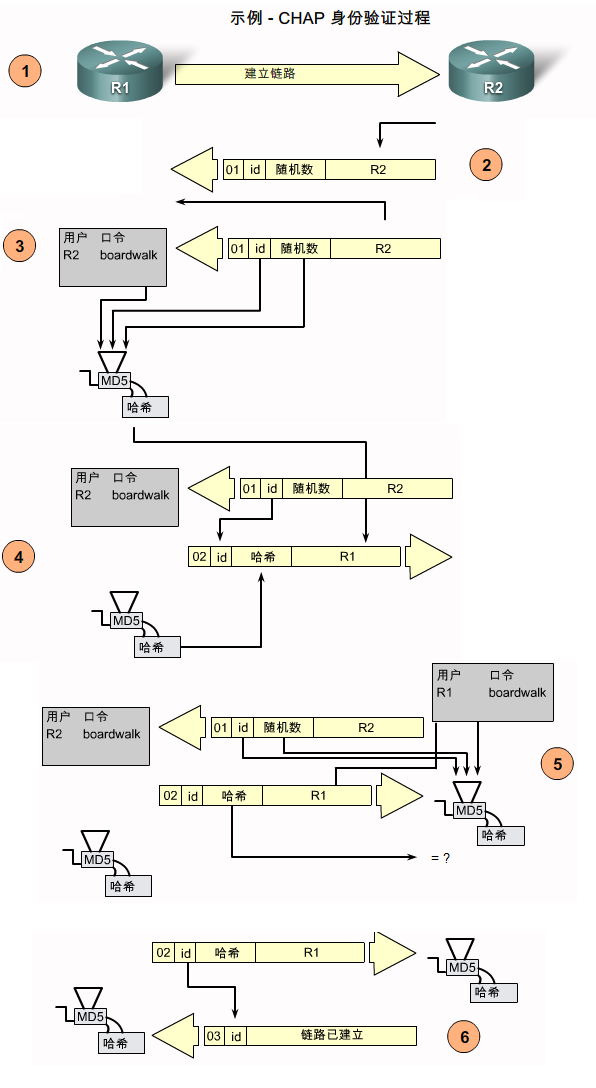 示例 - CHAP 身份验证过程
1
R1
建立链路
R2
01 id 随机数 R2
2
3
用户 口令
R2 boardwalk
01 id 随机数 R2
MD5
哈希
用户 口令
R2 boardwalk
01 id 随机数 R2
4
02 id 哈希 R1
MD5
哈希
用户 口令
R1 boardwalk
用户 口令
R2 boardwalk
01 id 随机数 R2
5
02 id 哈希 R1
MD5
哈希
= ?
MD5
哈希
02 id 哈希 R1
MD5
哈希
MD5
哈希
03 id 链路已建立
6